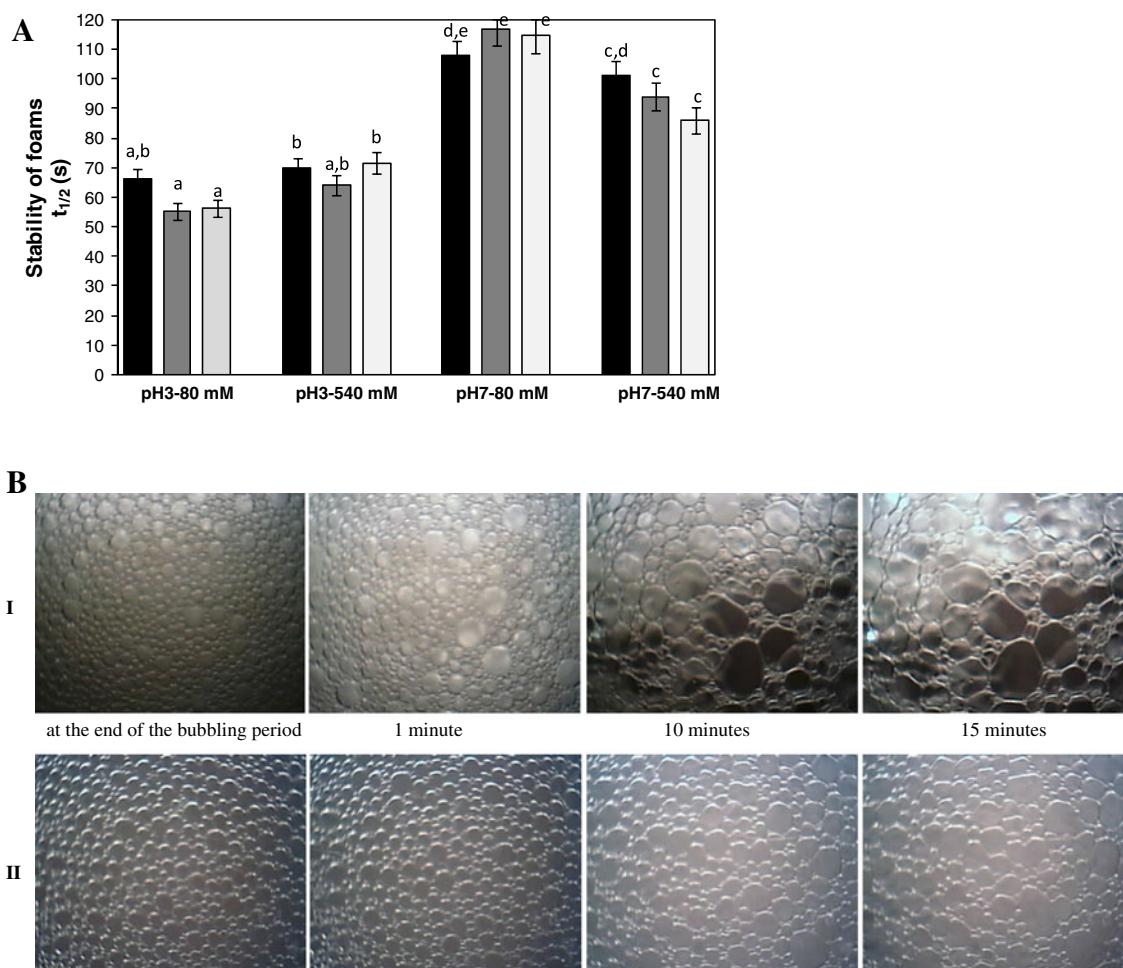 A
Stability of foams
t1/2 (s)
120
110
100
90
80
70
60
50
40
30
20
10
0
a,b
a
a
b
a,b
b
d,e
e
e
c,d
c
c
pH3-80 mM
pH3-540 mM
pH7-80 mM
pH7-540 mM
B
I
at the end of the bubbling period
1 minute
10 minutes
15 minutes
II